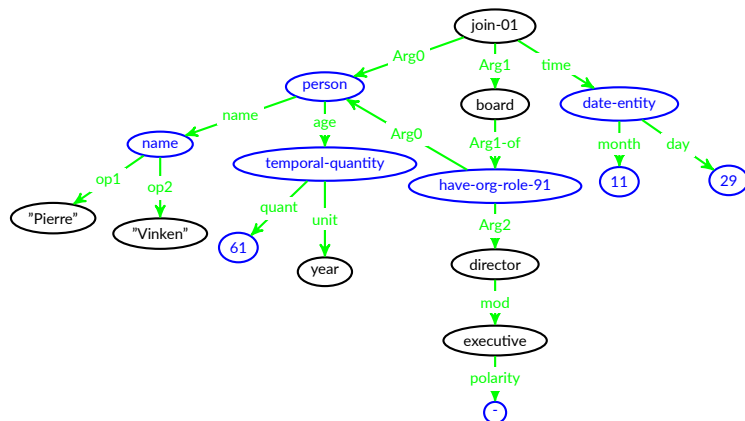 join-01
Arg0
Arg1
time
person
board
date-entity
name
age
Arg0
Arg1-of
month
day
name
temporal-quantity
have-org-role-91
11
29
op1
op2
quant
unit
Arg2
”Pierre”
”Vinken”
61
year
director
mod
executive
polarity
-